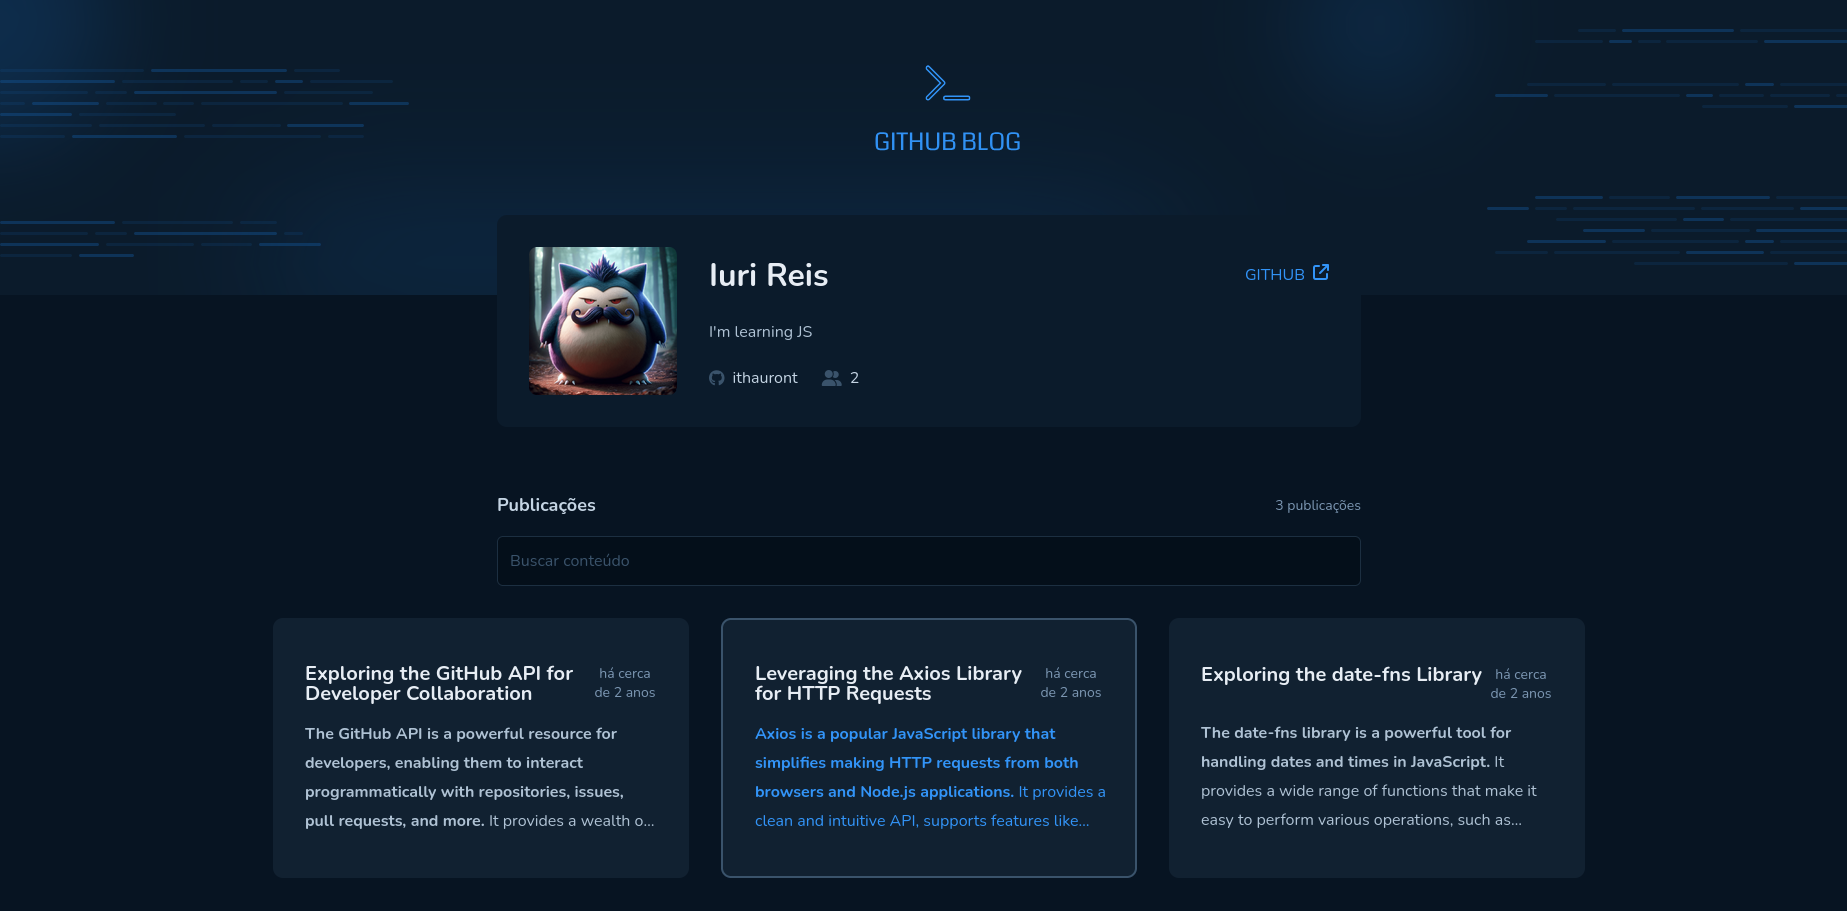 GITHUB BLOG
Iuri Reis
GITHUB
I'm learning JS
ithauront 2
Publicações
3 publicações
Buscar conteúdo
Exploring the GitHub API for
Developer Collaboration
há cerca
de 2 anos
The GitHub API is a powerful resource for
developers, enabling them to interact
programmatically with repositories, issues,
pull requests, and more. It provides a wealth o...
Leveraging the Axios Library
for HTTP Requests
há cerca
de 2 anos
Axios is a popular JavaScript library that
simplifies making HTTP requests from both
browsers and Node.js applications. It provides a
clean and intuitive API, supports features like...
Exploring the date-fns Library
há cerca
de 2 anos
The date-fns library is a powerful tool for
handling dates and times in JavaScript. It
provides a wide range of functions that make it
easy to perform various operations, such as...